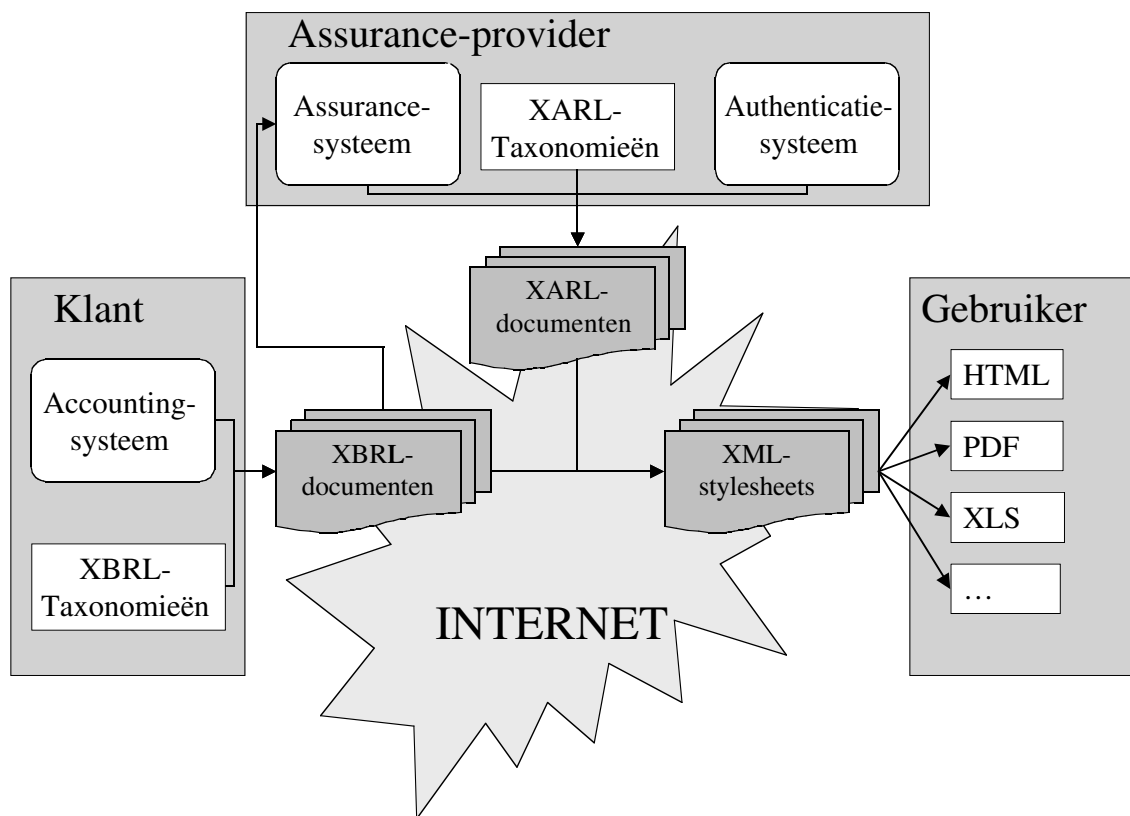 Assurance-provider
Assurance-
systeem
XARL-
Taxonomieën
Authenticatie-
systeem
XARL-
documenten
Klant
Accounting-
systeem
XBRL-
Taxonomieën
XBRL-
documenten
XML-
stylesheets
Gebruiker
HTML
PDF
XLS
…
INTERNET